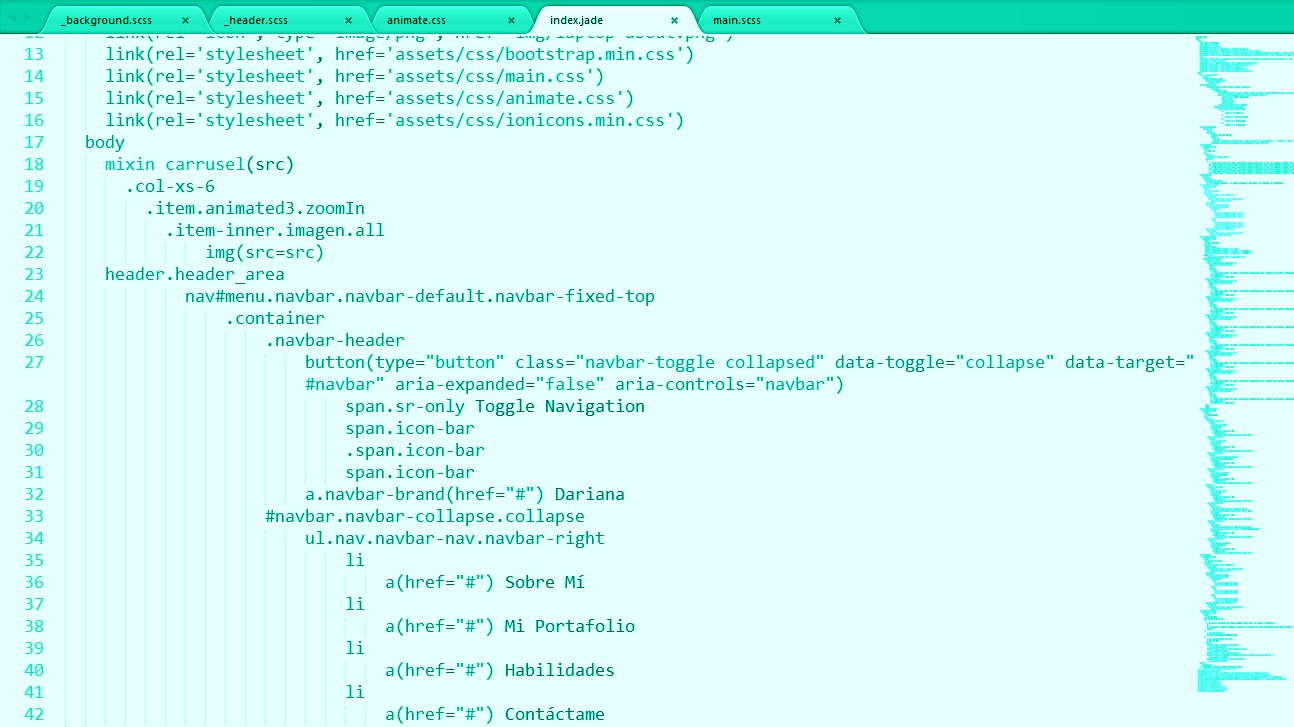 _background.scss × _header.scss × animate.css × index.jade × main.scss ×
13 link(rel='stylesheet', href='assets/css/bootstrap.min.css')
14 link(rel='stylesheet', href='assets/css/main.css')
15 link(rel='stylesheet', href='assets/css/animate.css')
16 link(rel='stylesheet', href='assets/css/ionicons.min.css')
17 body
18 mixin carrusel(src)
19 .col-xs-6
20 .item.animated3.zoomIn
21 .item-inner.imagen.all
22 img(src=src)
23 header.header_area
24 nav#menu.navbar.navbar-default.navbar-fixed-top
25 .container
26 .navbar-header
27 button(type="button" class="navbar-toggle collapsed" data-toggle="collapse" data-target="
#navbar" aria-expanded="false" aria-controls="navbar")
28 span.sr-only Toggle Navigation
29 span.icon-bar
30 .span.icon-bar
31 span.icon-bar
32 a.navbar-brand(href="#") Dariana
33 #navbar.navbar-collapse.collapse
34 ul.nav.navbar-nav.navbar-right
35 li
36 a(href="#") Sobre Mí
37 li
38 a(href="#") Mi Portafolio
39 li
40 a(href="#") Habilidades
41 li
42 a(href="#") Contáctame